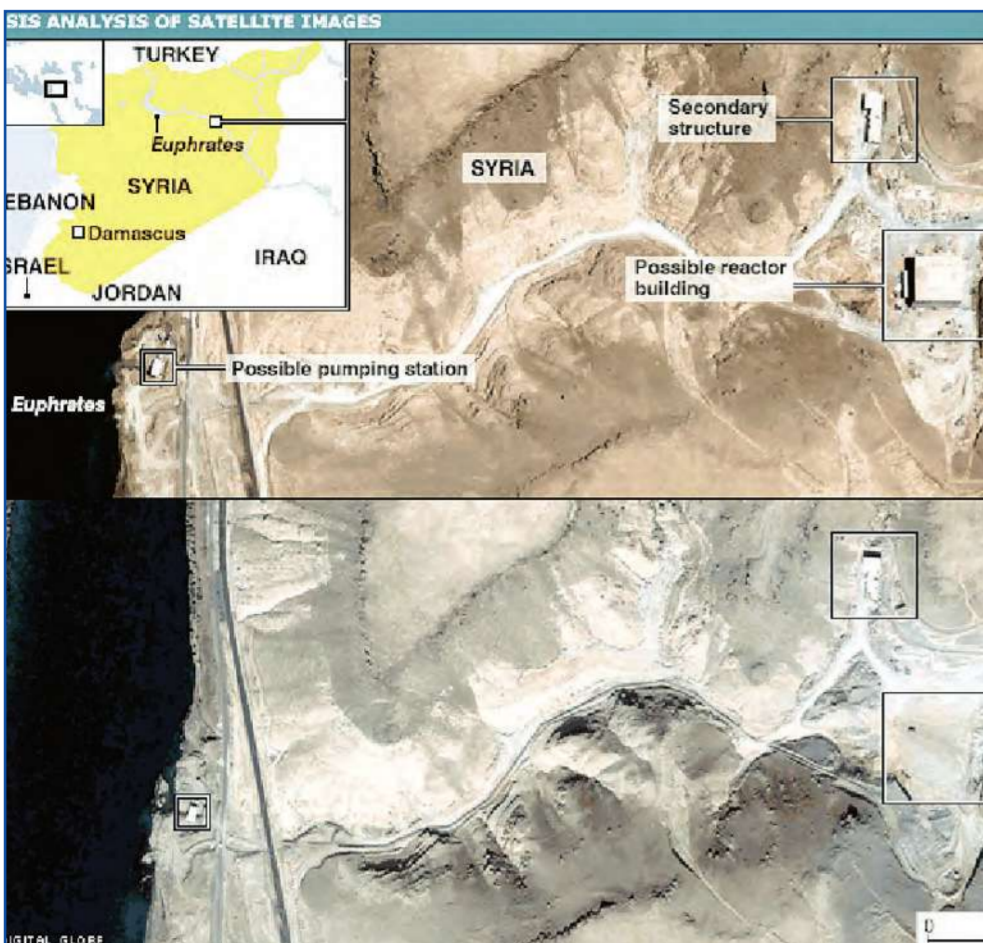 SIS ANALYSIS OF SATELLITE IMAGES
TURKEY
Euphrates
SYRIA
EBANON
Damascus
SRAEL
IRAQ
JORDAN
Secondary
structure
SYRIA
Possible reactor
building
Possible pumping station
Euphrates
IGITAL GLOBE
0